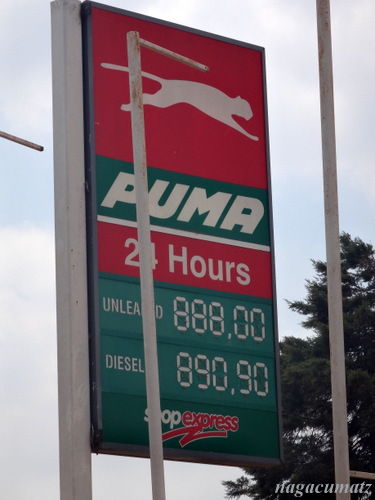 PUMA
24 Hours
UNLEADED 888,00
DIESEL 890,90
shop express
nagacumatz